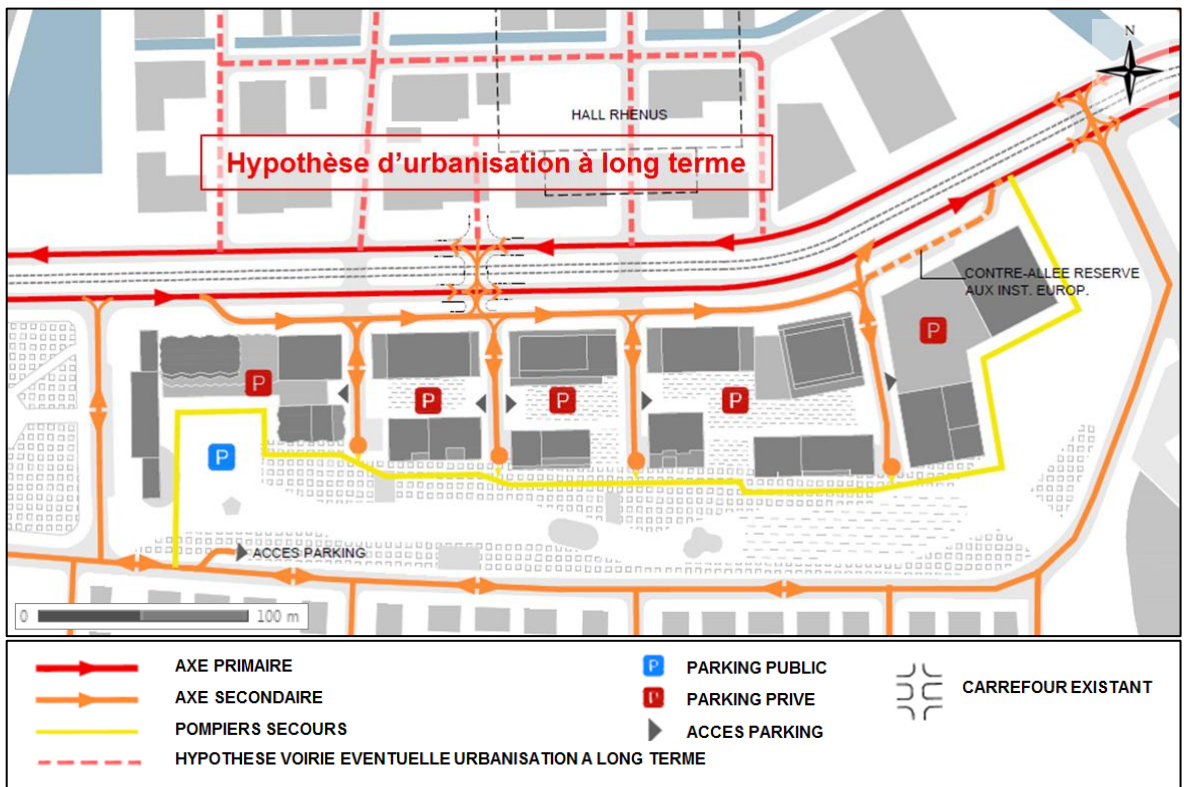 N
HALL RHENUS
Hypothèse d'urbanisation à long terme
CONTRE-ALLEE RESERVE
AUX INST. EUROP.
P
P
P
P
P
P
ACCES PARKING
0 100 m
AXE PRIMAIRE
AXE SECONDAIRE
POMPIERS SECOURS
HYPOTHESE VOIRIE EVENTUELLE URBANISATION A LONG TERME
P PARKING PUBLIC
P PARKING PRIVE
ACCES PARKING
CARREFOUR EXISTANT